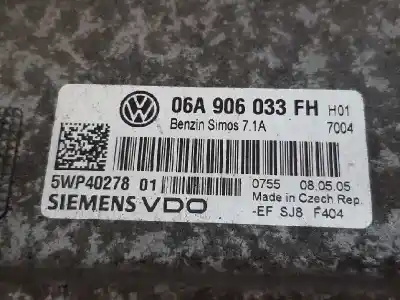 06A 906 033 FH H01
Benzin Simos 7.1A 7004
5WP40278 01 0755 08.05.05
Made in Czech Rep.
SIEMENS VDO -EF SJ8 F404